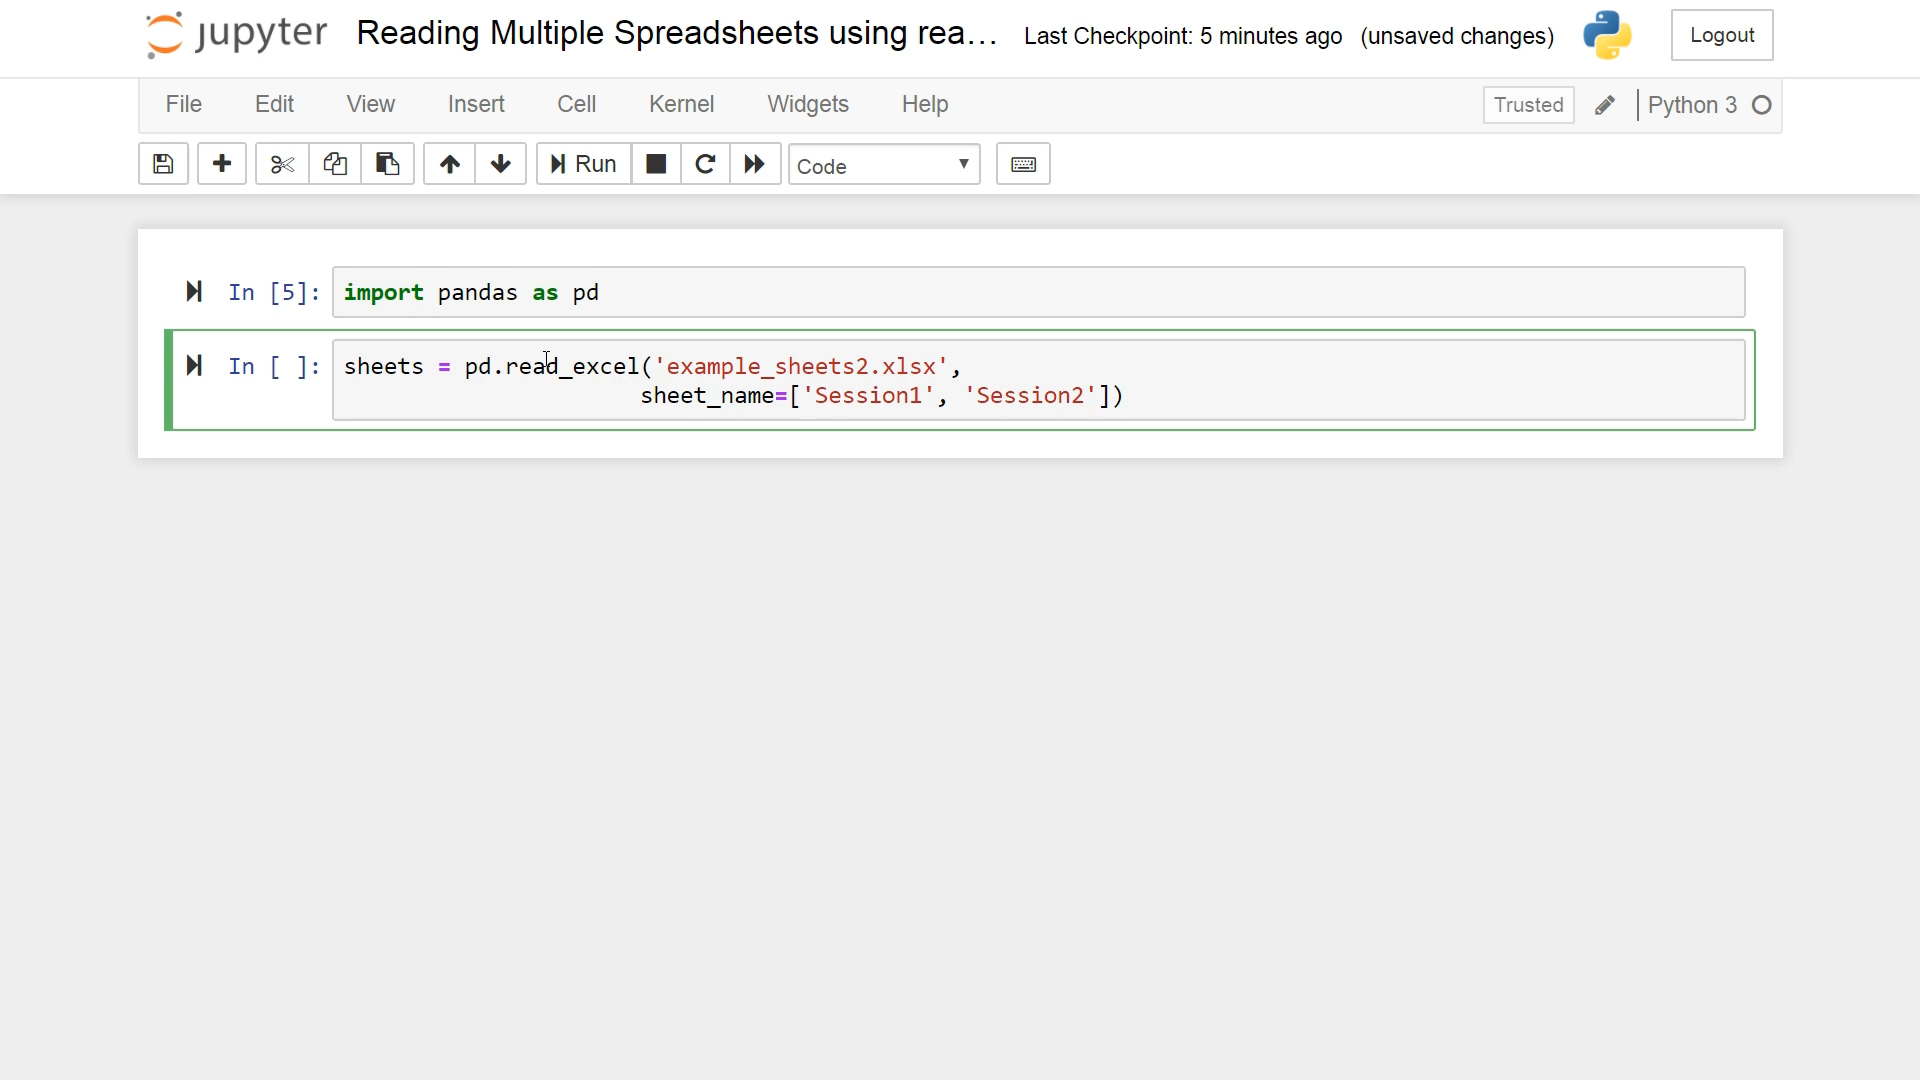 jupyter Reading Multiple Spreadsheets using rea... Last Checkpoint: 5 minutes ago (unsaved changes) Logout
File Edit View Insert Cell Kernel Widgets Help Trusted Python 3
Run Code
In [5]: import pandas as pd
In [ ]: sheets = pd.read_excel('example_sheets2.xlsx',
sheet_name=['Session1', 'Session2'])